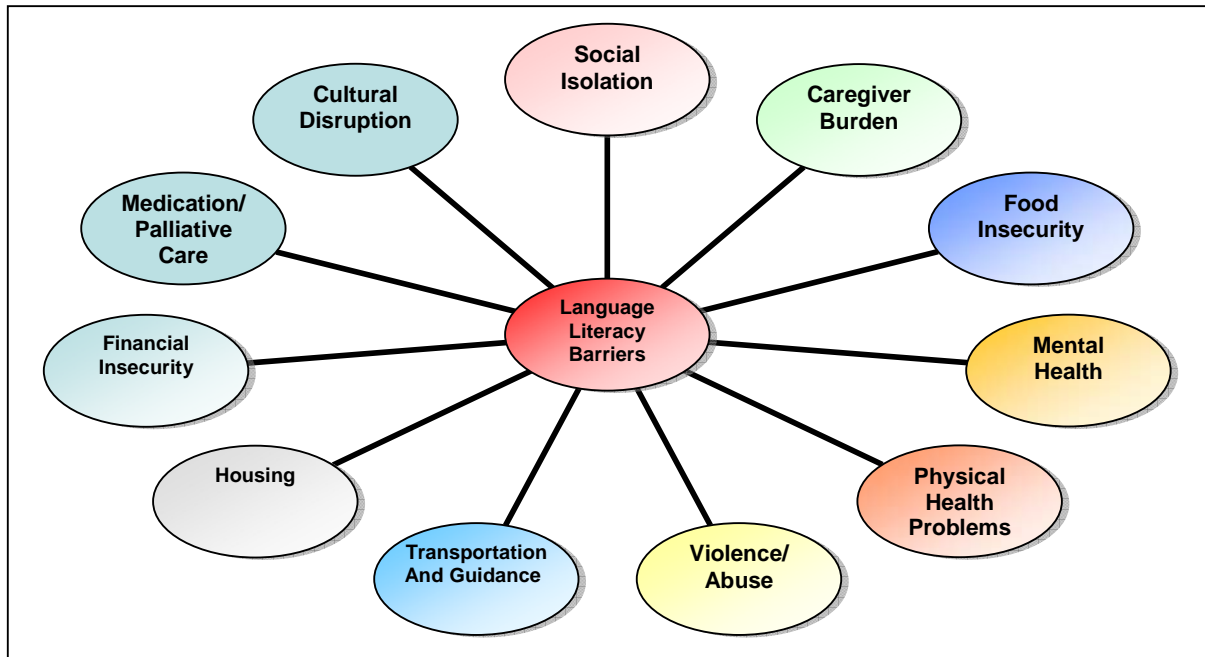 Social
Isolation
Cultural
Disruption
Caregiver
Burden
Medication/
Palliative
Care
Food
Insecurity
Language
Literacy
Barriers
Financial
Insecurity
Mental
Health
Housing
Physical
Health
Problems
Transportation
And Guidance
Violence/
Abuse